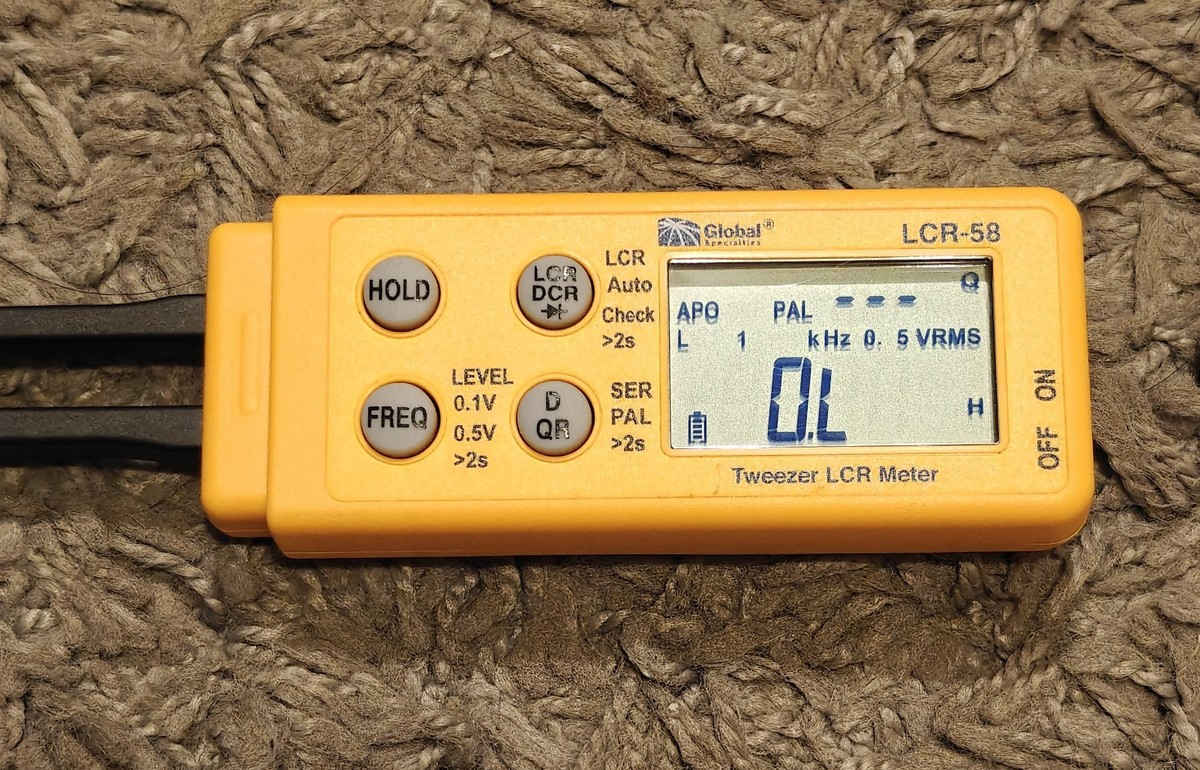 Global®
Specialties
LCR-58
HOLD
LCR
DCR
LCR
Auto
Check
>2s
FREQ
LEVEL
0.1V
0.5V
>2s
D
QR
SER
PAL
>2s
APO PAL --- Q
L 1 kHz 0.5 VRMS
O.L H
ON
OFF
Tweezer LCR Meter